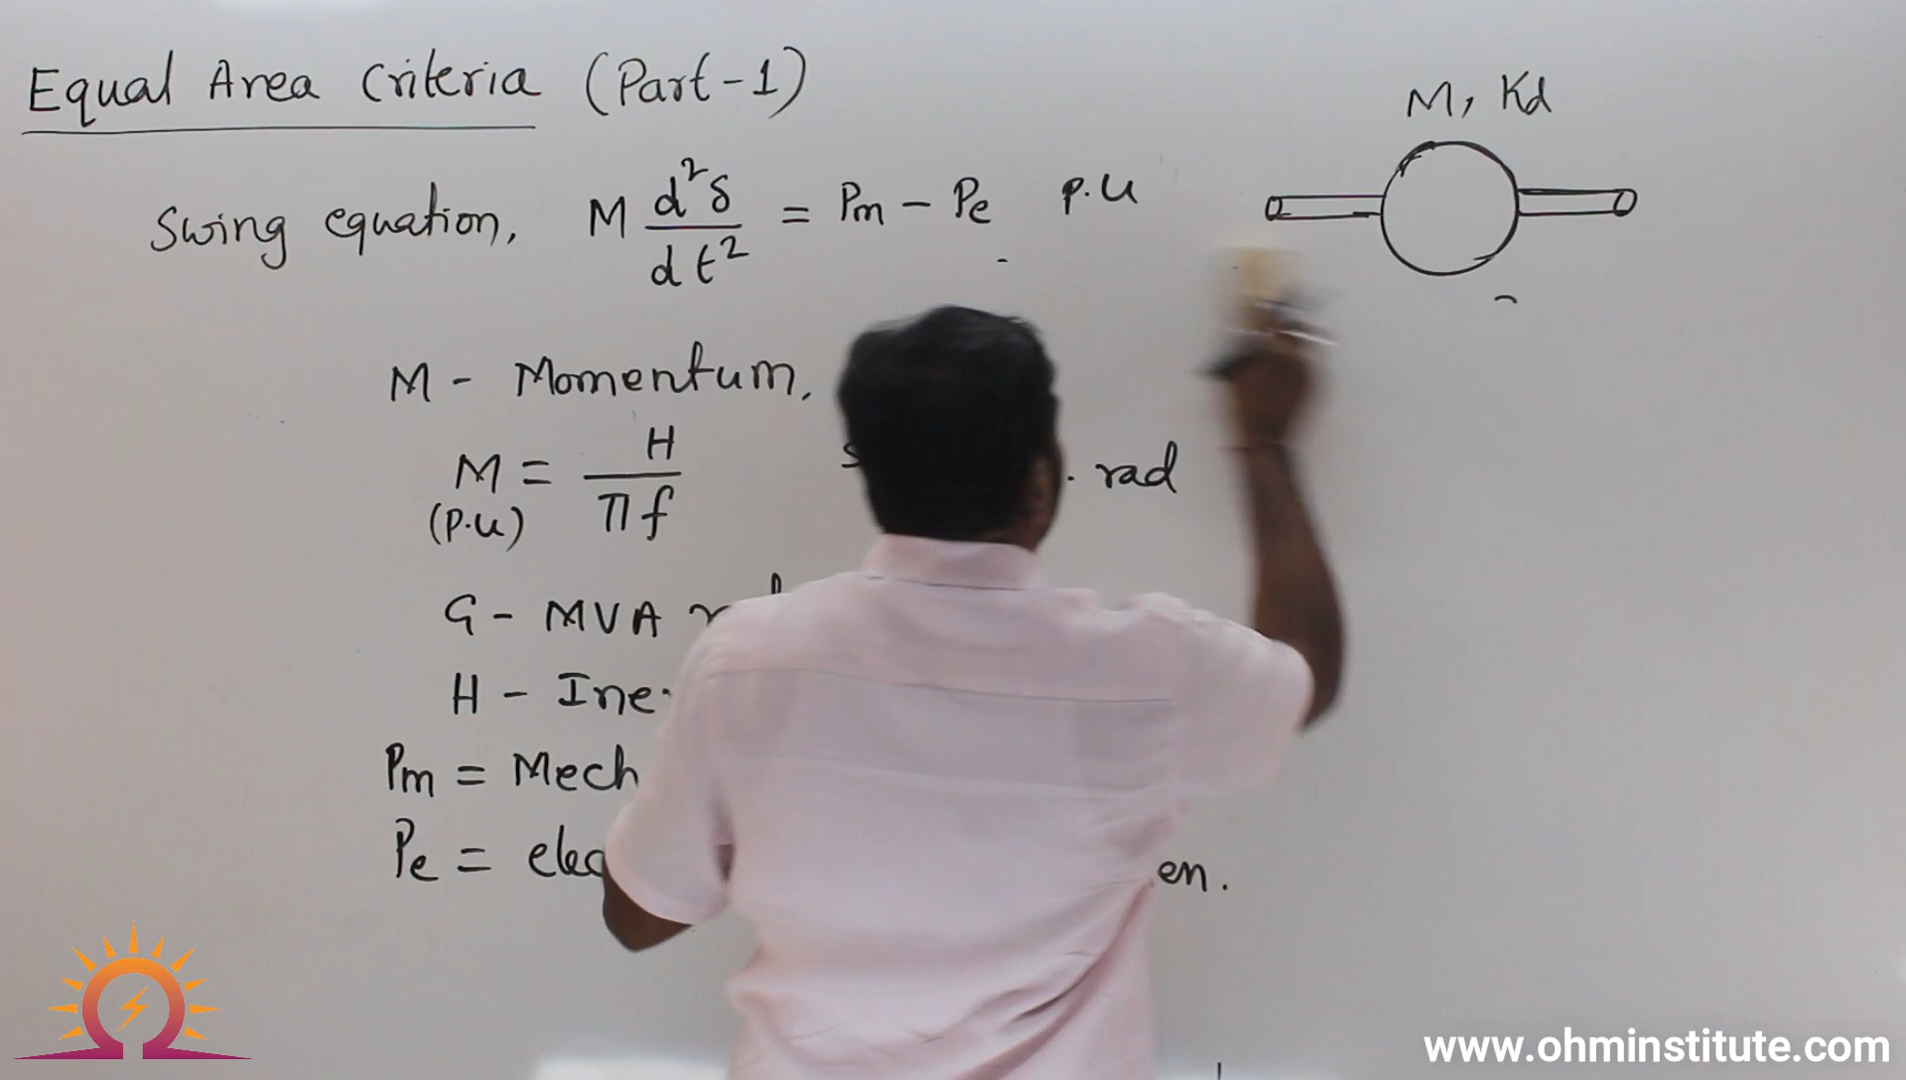 Equal Area Criteria (Part-1)
M, Kd
Swing equation, M d²δ/dt² = Pm - Pe p.u
M - Momentum,
M = H/πf . rad
(p.u)
G - MVA
H - Ine
Pm = Mech
Pe = elec en.
www.ohminstitute.com